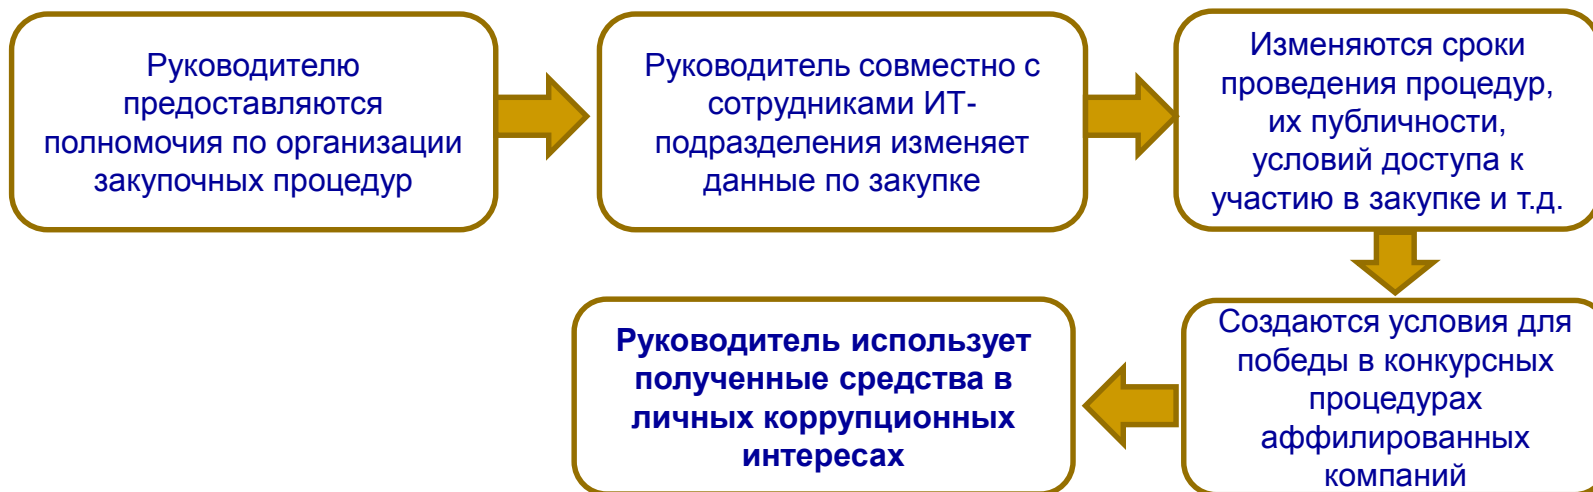 Руководителю
предоставляются
полномочия по организации
закупочных процедур
Руководитель совместно с
сотрудниками ИТ-
подразделения изменяет
данные по закупке
Изменяются сроки
проведения процедур,
их публичности,
условий доступа к
участию в закупке и т.д.
Создаются условия для
победы в конкурсных
процедурах
аффилированных
компаний
Руководитель использует
полученные средства в
личных коррупционных
интересах